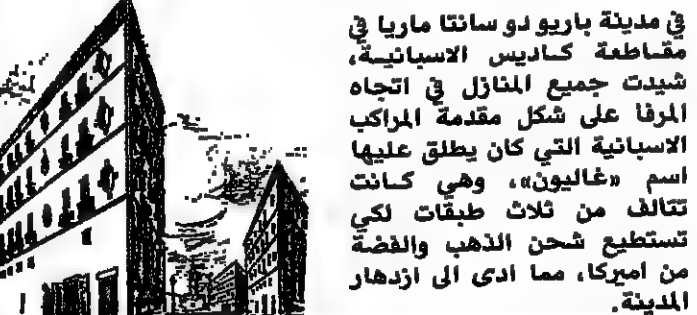 في مدينة باريو دو سانتا ماريا في
مقاطعة كاديس الاسبانية،
شيدت جميع المنازل في اتجاه
المرفا على شكل مقدمة المراكب
الاسبانية التي كان يطلق عليها
اسم «غاليون»، وهي كانت
تتالف من ثلاث طبقات لكي
تستطيع شحن الذهب والفضة
من اميركا، مما ادى الى ازدهار
المدينة.